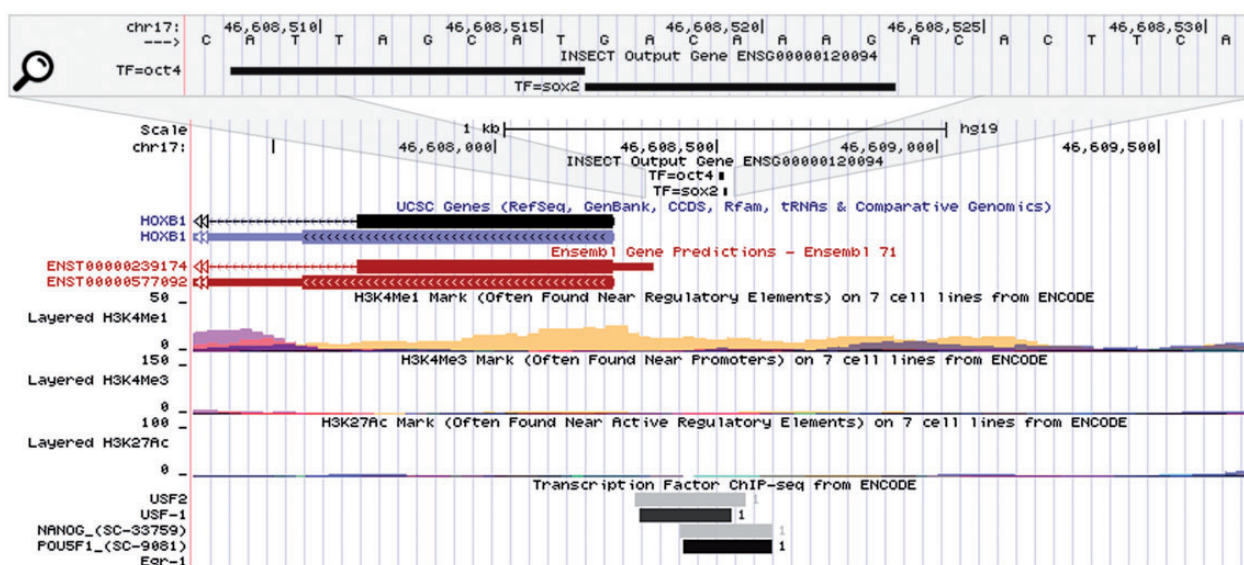 chr17: 46,608,510| 46,608,515| 46,608,520| 46,608,525| 46,608,530|
---> C A T T A G C A T G A C A A A G A C A C T T C A
INSECT Output Gene ENSG00000120094
TF=oct4
TF=sox2
Scale 1 kb hg19
chr17: 46,608,000| 46,608,500| 46,609,000| 46,609,500|
INSECT Output Gene ENSG00000120094
TF=oct4
TF=sox2
UCSC Genes (RefSeq, GenBank, CCDS, Rfam, tRNAs & Comparative Genomics)
HOXB1
HOXB1
Ensembl Gene Predictions - Ensembl 71
ENST00000239174
ENST00000577092
H3K4Me1 Mark (Often Found Near Regulatory Elements) on 7 cell lines from ENCODE
50
Layered H3K4Me1
0
H3K4Me3 Mark (Often Found Near Promoters) on 7 cell lines from ENCODE
150
Layered H3K4Me3
0
H3K27Ac Mark (Often Found Near Active Regulatory Elements) on 7 cell lines from ENCODE
100
Layered H3K27Ac
0
Transcription Factor ChIP-seq from ENCODE
USF2 1
USF-1 1
NANOG_(SC-33759) 1
POU5F1_(SC-9081) 1
Egr-1